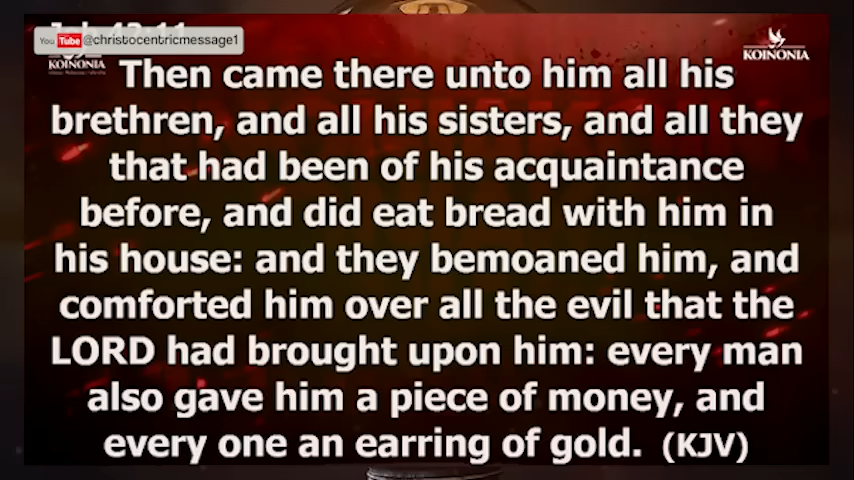 You Tube @christocentricmessage1
KOINONIA
KOINONIA
Then came there unto him all his
brethren, and all his sisters, and all they
that had been of his acquaintance
before, and did eat bread with him in
his house: and they bemoaned him, and
comforted him over all the evil that the
LORD had brought upon him: every man
also gave him a piece of money, and
every one an earring of gold. (KJV)